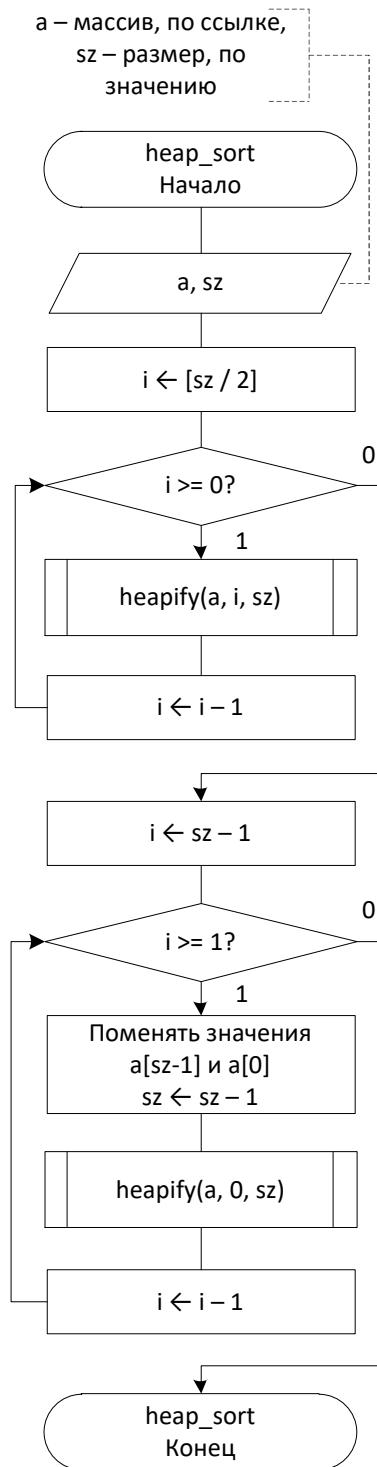 a – массив, по ссылке,
sz – размер, по
значению
heap_sort
Начало
a, sz
i ← [sz / 2]
0
i >= 0?
1
heapify(a, i, sz)
i ← i – 1
i ← sz – 1
0
i >= 1?
1
Поменять значения
a[sz-1] и a[0]
sz ← sz – 1
heapify(a, 0, sz)
i ← i – 1
heap_sort
Конец